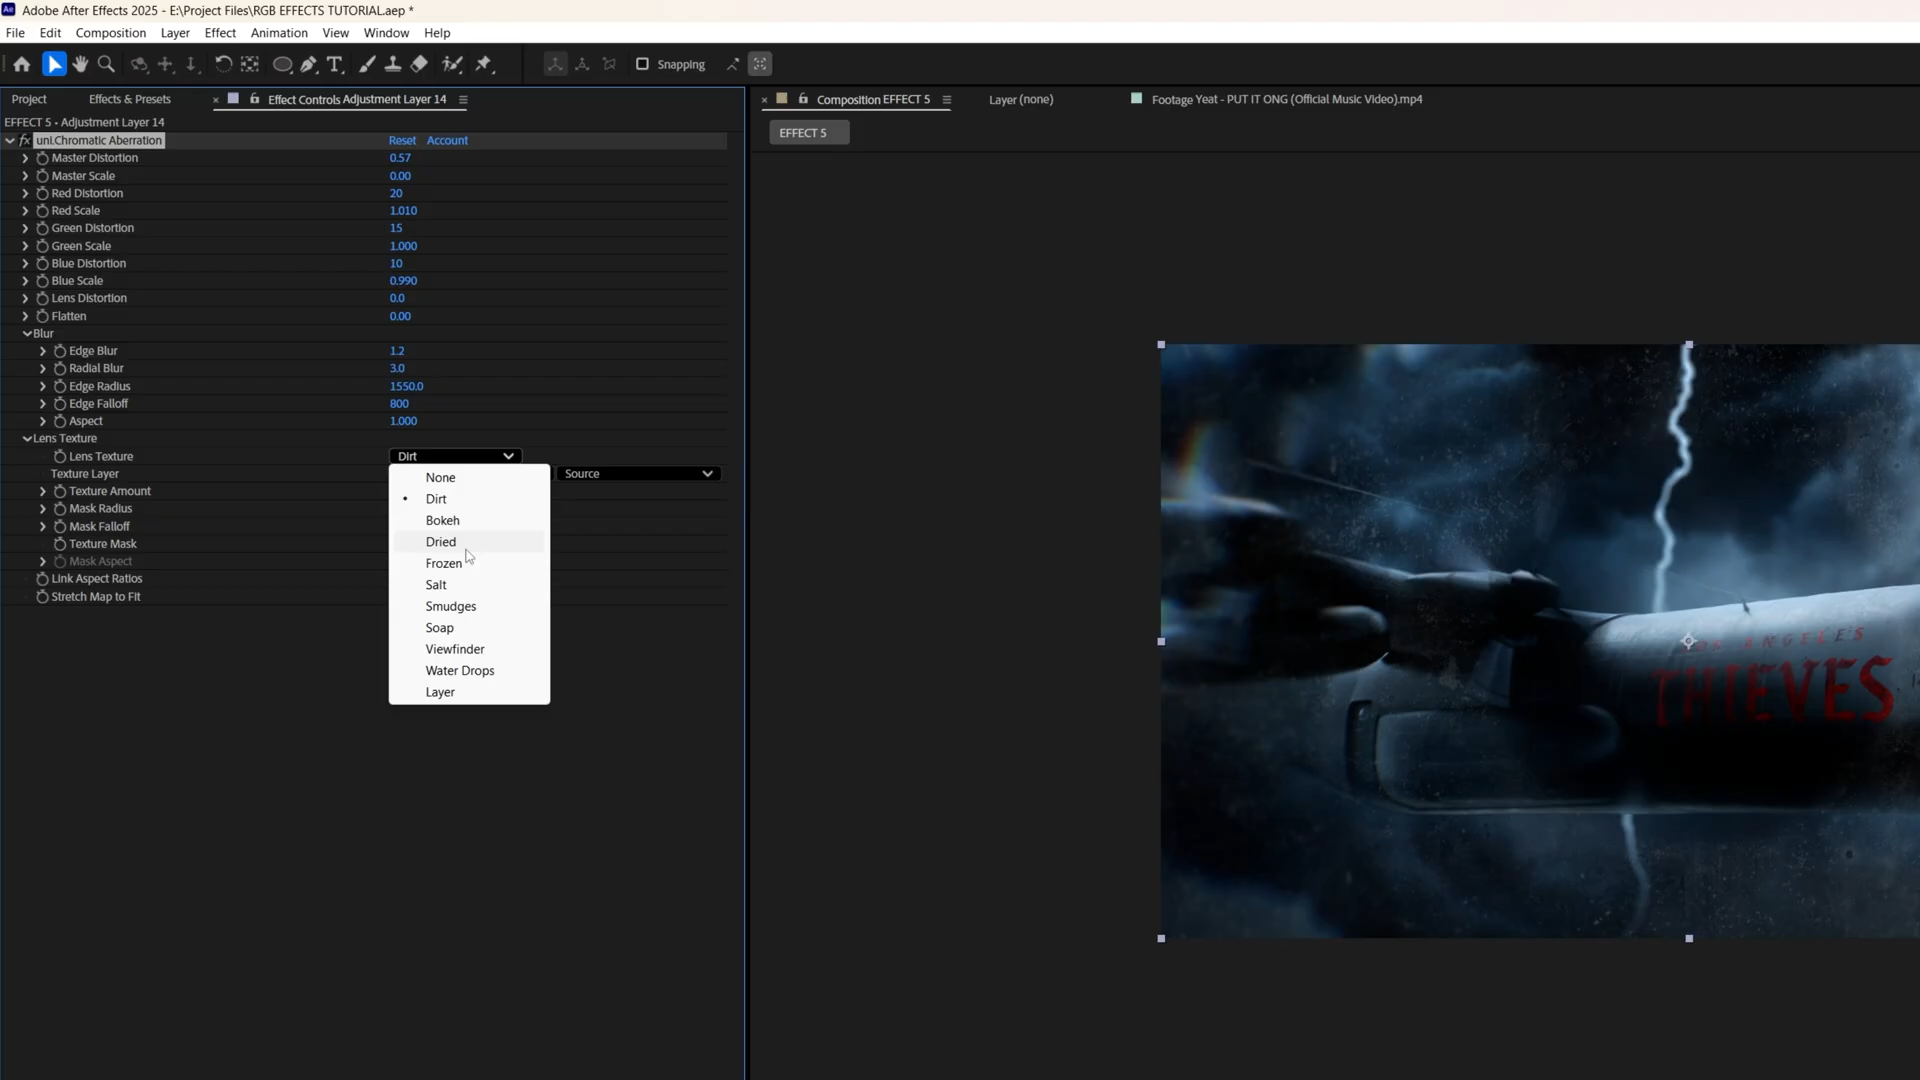 Adobe After Effects 2025 - E:\Project Files\RGB EFFECTS TUTORIAL.aep *
File Edit Composition Layer Effect Animation View Window Help
Snapping
Project Effects & Presets × Effect Controls Adjustment Layer 14
× Composition EFFECT 5 Layer (none) Footage Yeat - PUT IT ONG (Official Music Video).mp4
EFFECT 5 • Adjustment Layer 14
EFFECT 5
fx uni.Chromatic Aberration Reset Account
Master Distortion 0.57
Master Scale 0.00
Red Distortion 20
Red Scale 1.010
Green Distortion 15
Green Scale 1.000
Blue Distortion 10
Blue Scale 0.990
Lens Distortion 0.0
Flatten 0.00
Blur
Edge Blur 1.2
Radial Blur 3.0
Edge Radius 1550.0
Edge Falloff 800
Aspect 1.000
Lens Texture
Lens Texture Dirt
Texture Layer Source
Texture Amount
Mask Radius
Mask Falloff
Texture Mask
Mask Aspect
Link Aspect Ratios
Stretch Map to Fit
None
Dirt
Bokeh
Dried
Frozen
Salt
Smudges
Soap
Viewfinder
Water Drops
Layer
ANGELES
THIEVES